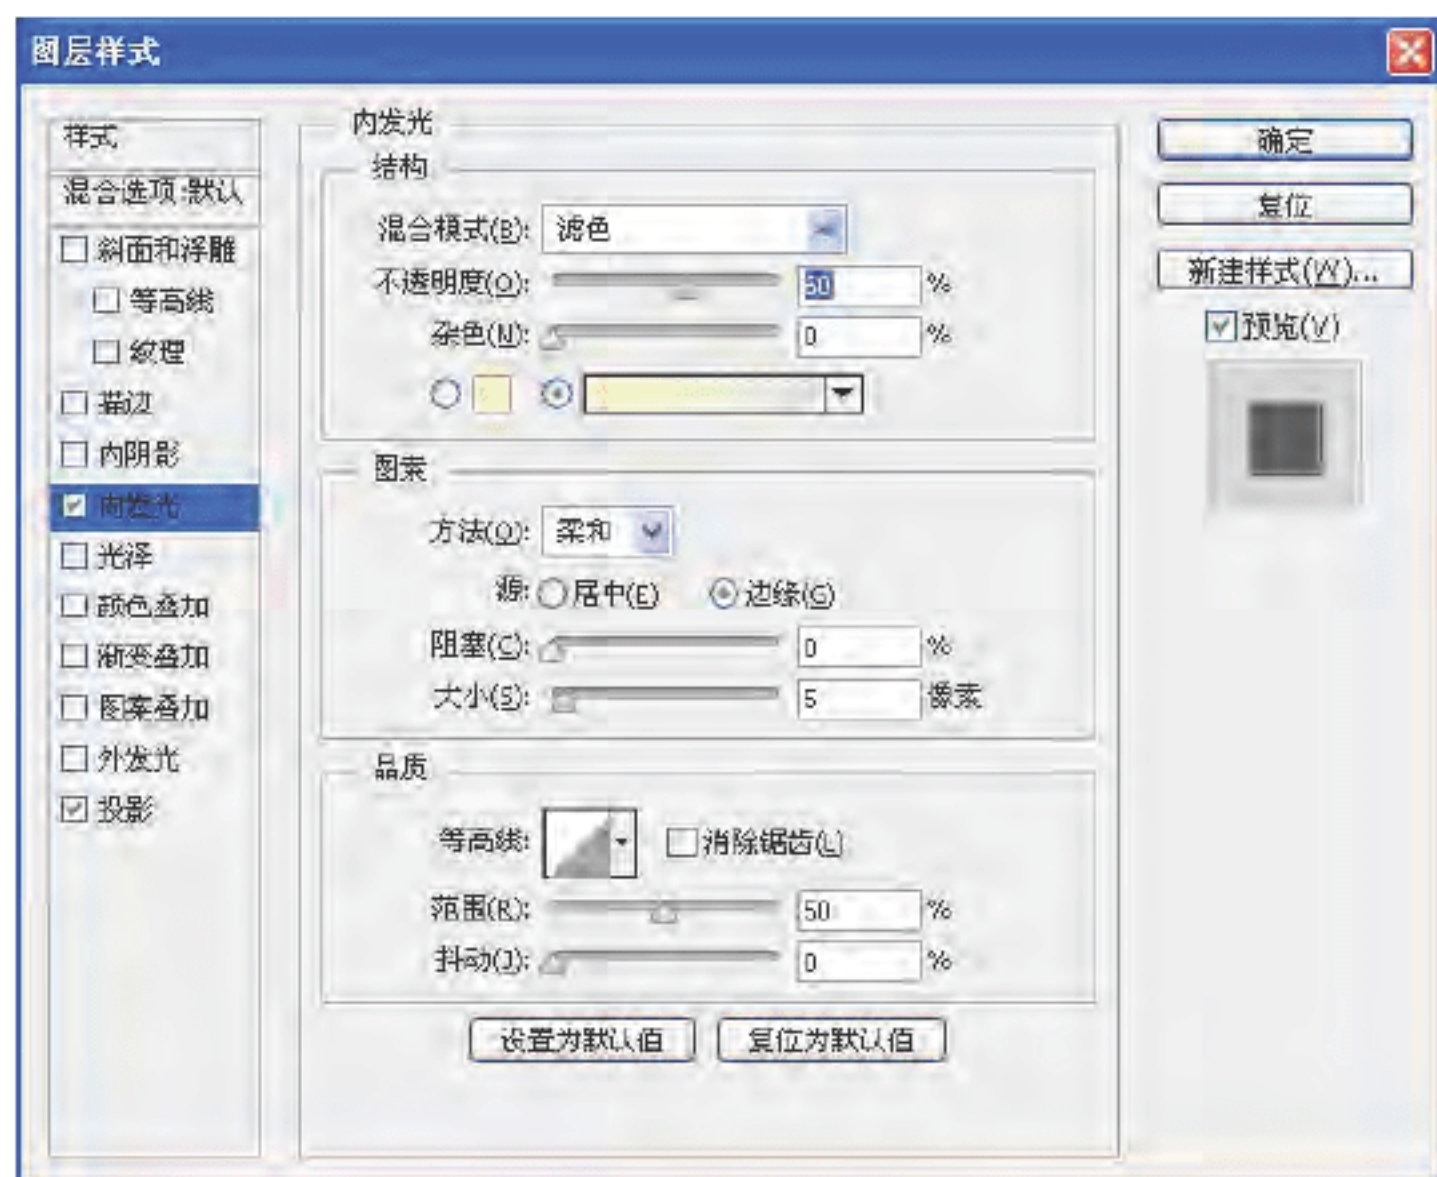 图层样式
样式
混合选项:默认
斜面和浮雕
等高线
纹理
描边
内阴影
内发光
光泽
颜色叠加
渐变叠加
图案叠加
外发光
投影
内发光
结构
混合模式(B): 滤色
不透明度(O): 50 %
杂色(N): 0 %
图素
方法(Q): 柔和
源: 居中(E) 边缘(G)
阻塞(C): 0 %
大小(S): 5 像素
品质
等高线: 消除锯齿(L)
范围(R): 50 %
抖动(J): 0 %
设置为默认值 复位为默认值
确定
复位
新建样式(W)...
预览(V)